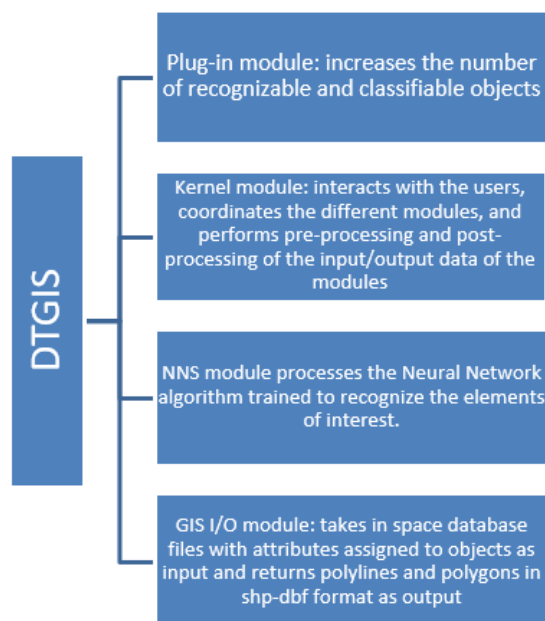 DTGIS
Plug-in module: increases the number
of recognizable and classifiable objects
Kernel module: interacts with the users,
coordinates the different modules, and
performs pre-processing and post-
processing of the input/output data of the
modules
NNS module processes the Neural Network
algorithm trained to recognize the elements
of interest.
GIS I/O module: takes in space database
files with attributes assigned to objects as
input and returns polylines and polygons in
shp-dbf format as output